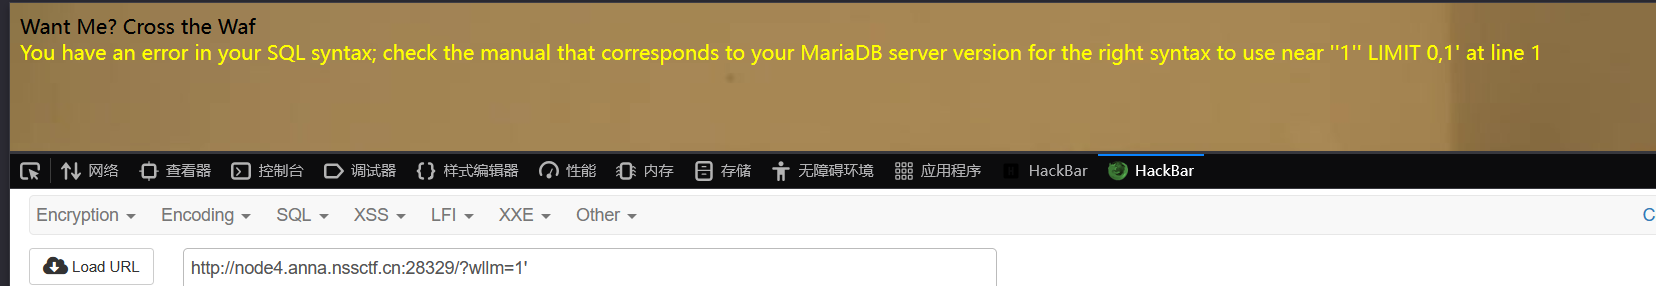 Want Me? Cross the Waf
You have an error in your SQL syntax; check the manual that corresponds to your MariaDB server version for the right syntax to use near ''1'' LIMIT 0,1' at line 1
网络 查看器 控制台 调试器 样式编辑器 性能 内存 存储 无障碍环境 应用程序 HackBar HackBar
Encryption Encoding SQL XSS LFI XXE Other C
Load URL http://node4.anna.nssctf.cn:28329/?wllm=1'